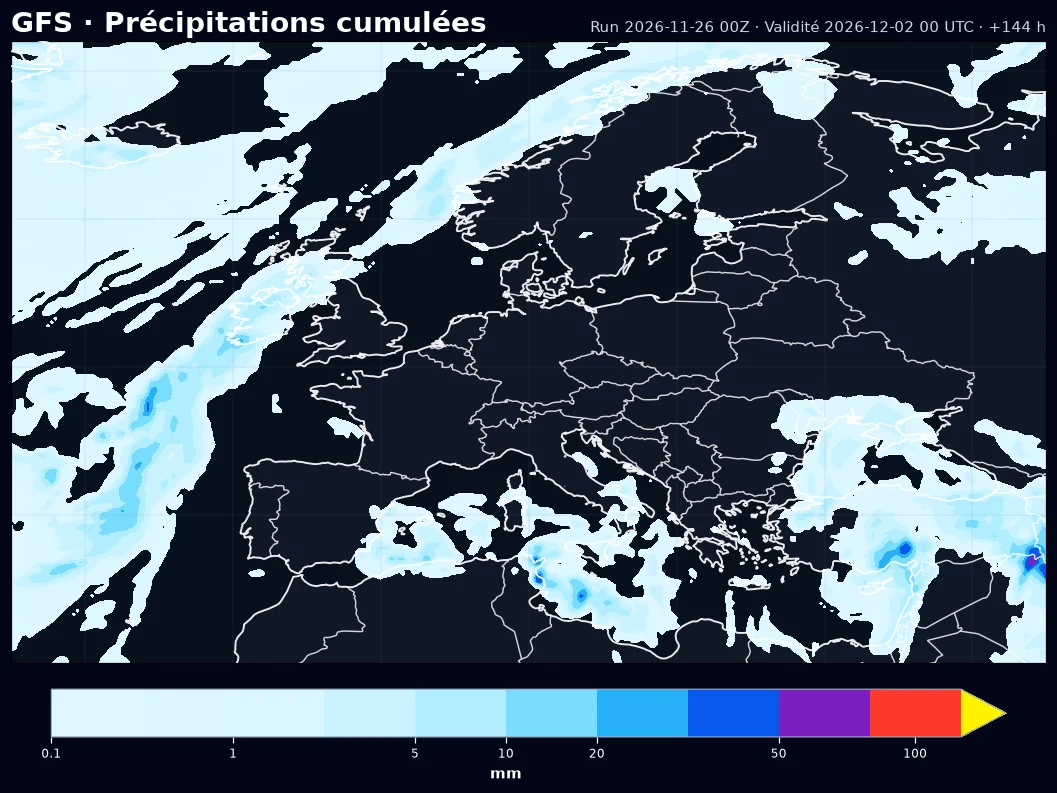 GFS · Précipitations cumulées
Run 2026-11-26 00Z · Validité 2026-12-02 00 UTC · +144 h
0.1 1 5 10 20 50 100
mm